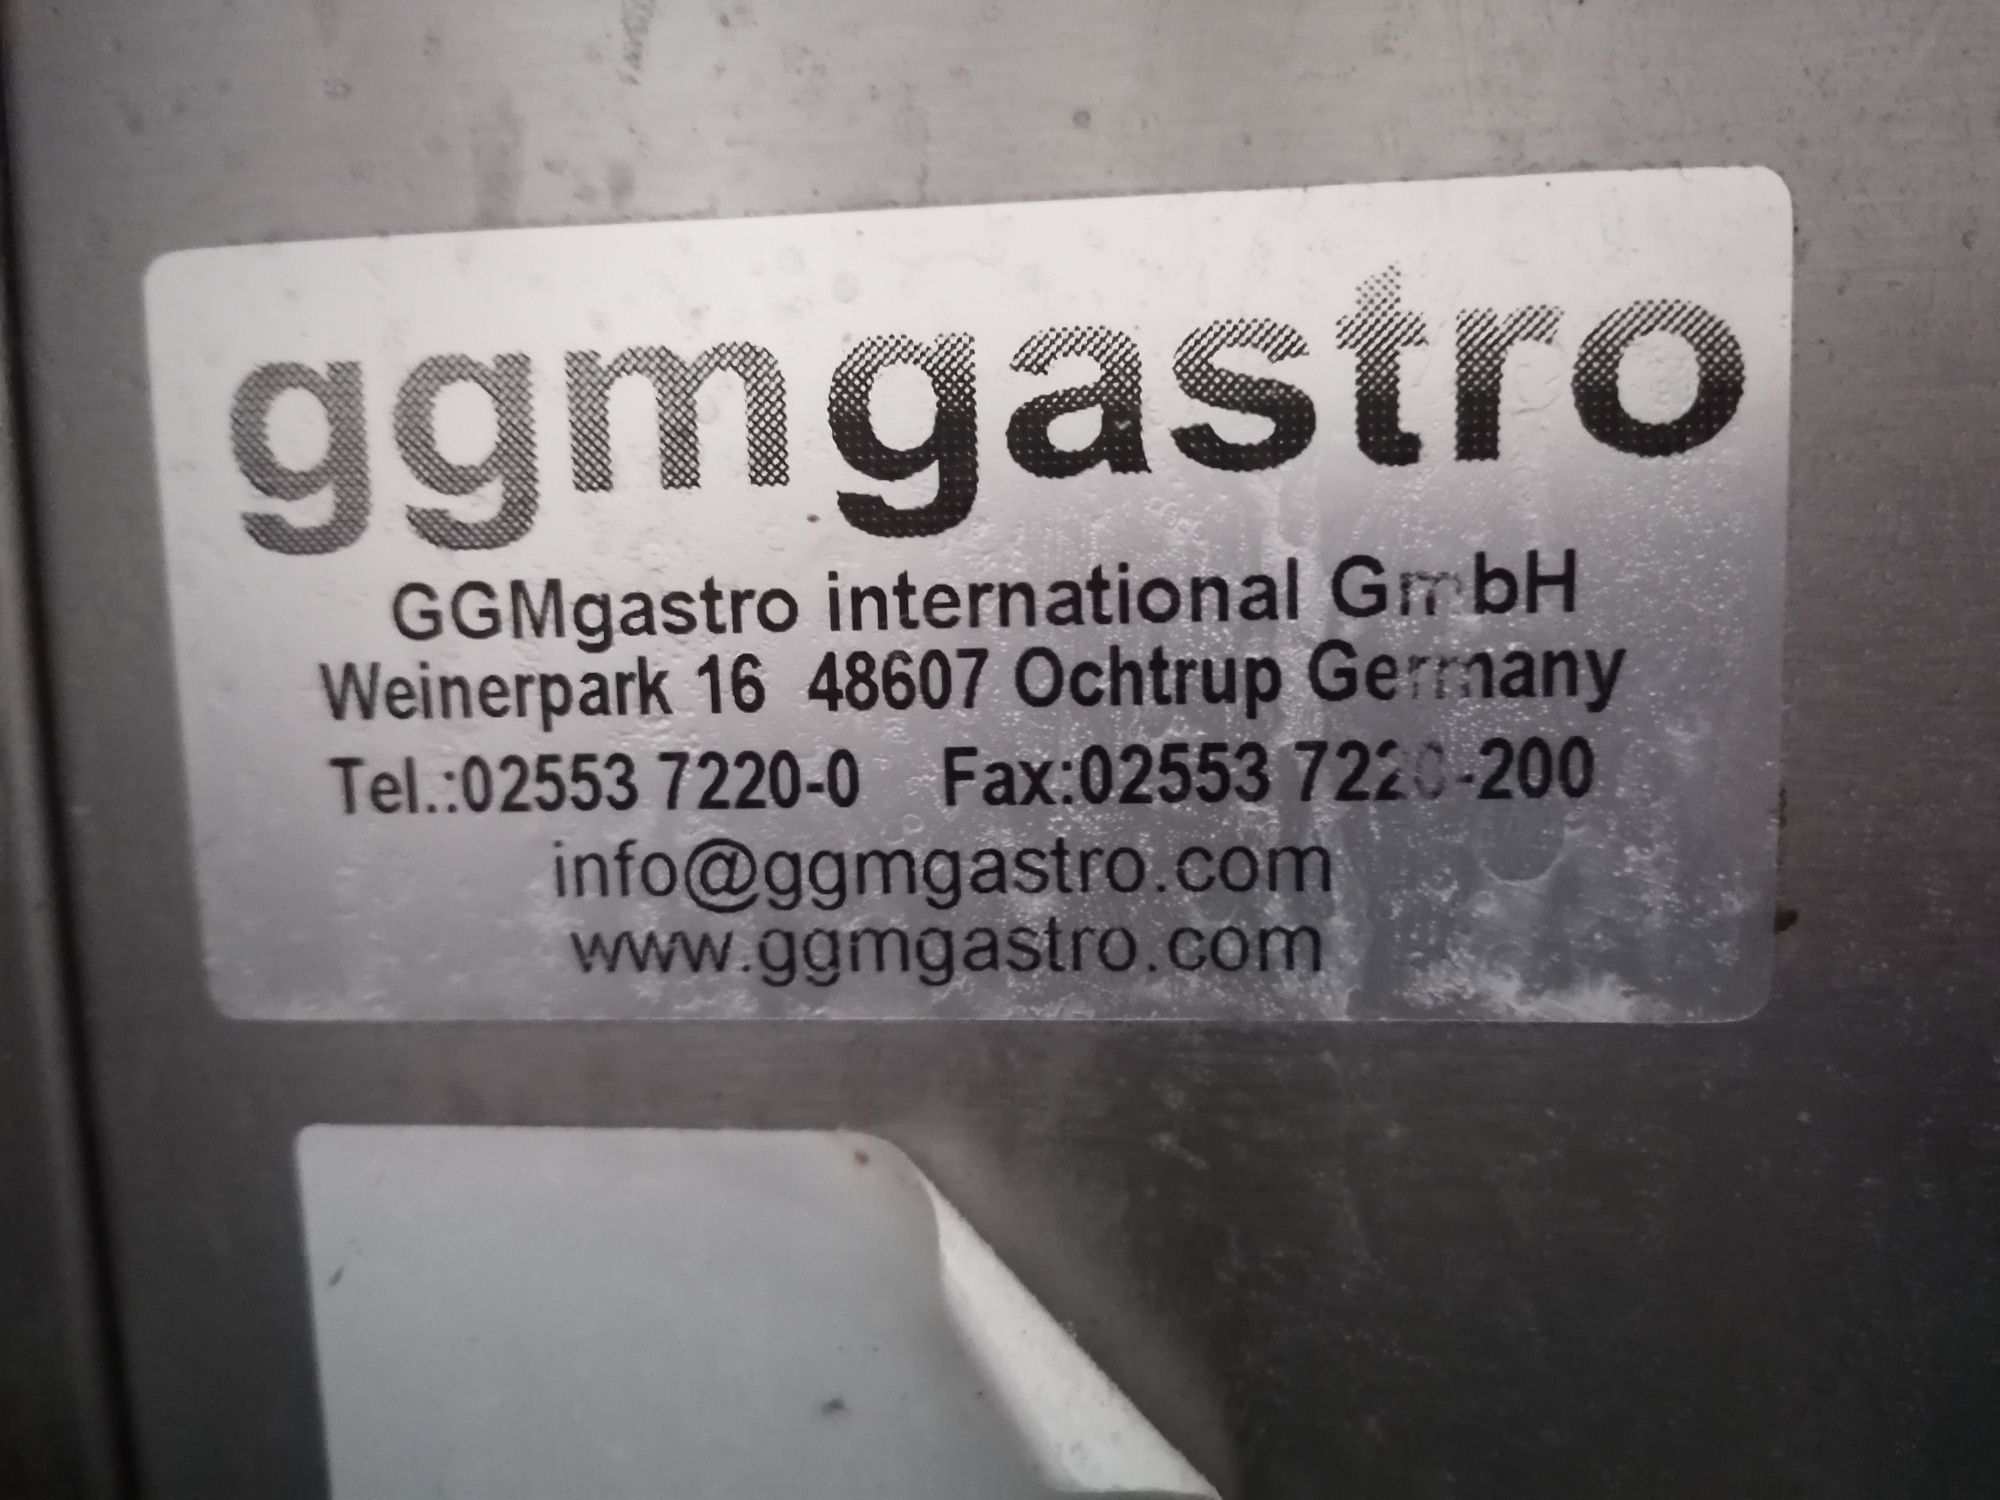 ggmgastro
GGMgastro international GmbH
Weinerpark 16 48607 Ochtrup Germany
Tel.:02553 7220-0 Fax:02553 7220-200
info@ggmgastro.com
www.ggmgastro.com